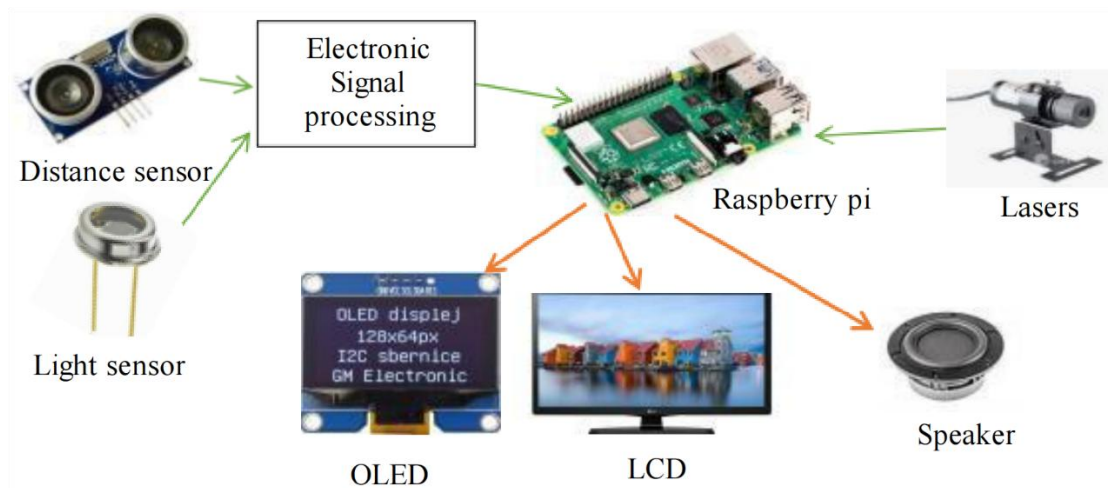 Electronic
Signal
processing
Distance sensor
Raspberry pi
Lasers
Light sensor
OLED displej
128x64px
I2C sbernice
GM Electronic
OLED
LCD
Speaker